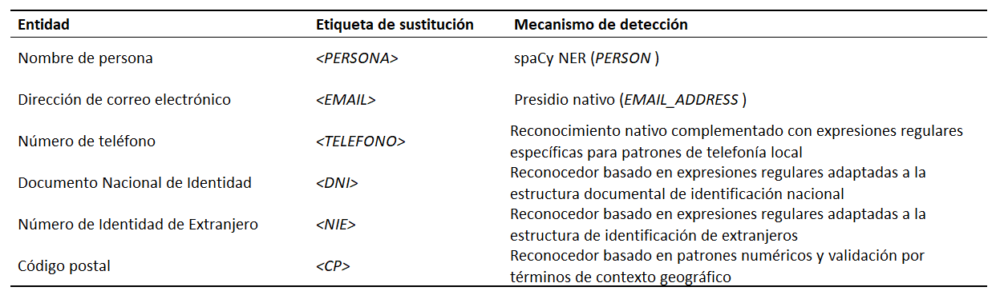 Entidad Etiqueta de sustitución Mecanismo de detección
Nombre de persona <PERSONA> spaCy NER (PERSON )
Dirección de correo electrónico <EMAIL> Presidio nativo (EMAIL_ADDRESS )
Número de teléfono <TELEFONO> Reconocimiento nativo complementado con expresiones regulares
específicas para patrones de telefonía local
Documento Nacional de Identidad <DNI> Reconocedor basado en expresiones regulares adaptadas a la
estructura documental de identificación nacional
Número de Identidad de Extranjero <NIE> Reconocedor basado en expresiones regulares adaptadas a la
estructura de identificación de extranjeros
Código postal <CP> Reconocedor basado en patrones numéricos y validación por
términos de contexto geográfico